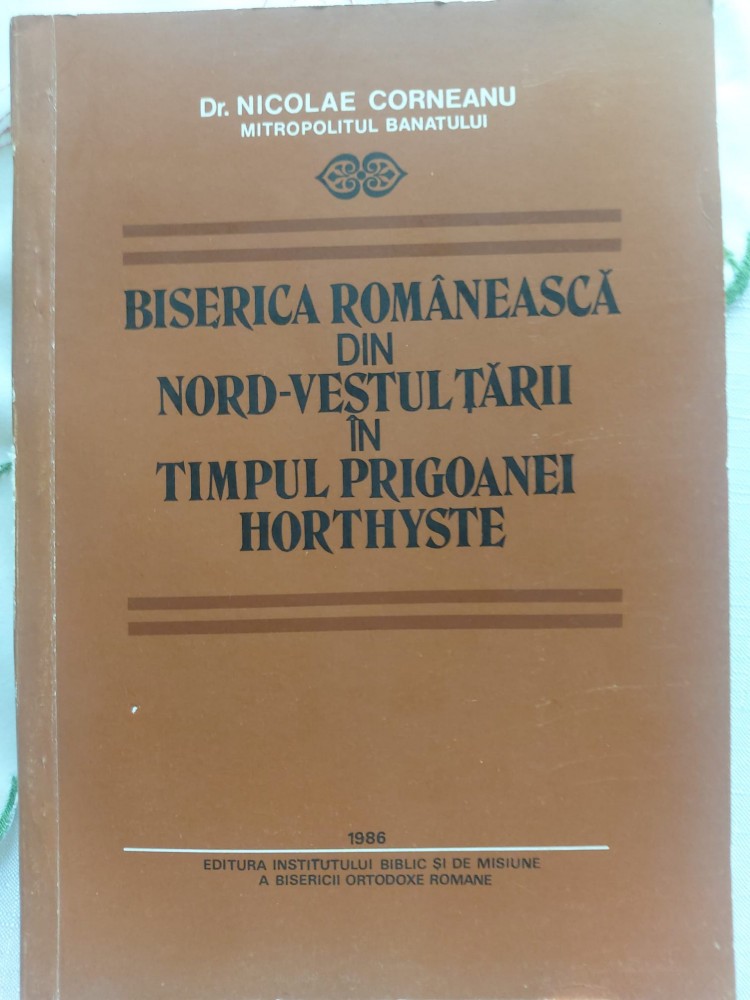 Dr. NICOLAE CORNEANU
MITROPOLITUL BANATULUI
BISERICA ROMÂNEASCĂ
DIN
NORD-VESTUL ȚĂRII
ÎN
TIMPUL PRIGOANEI
HORTHYSTE
1986
EDITURA INSTITUTULUI BIBLIC ȘI DE MISIUNE
A BISERICII ORTODOXE ROMANE